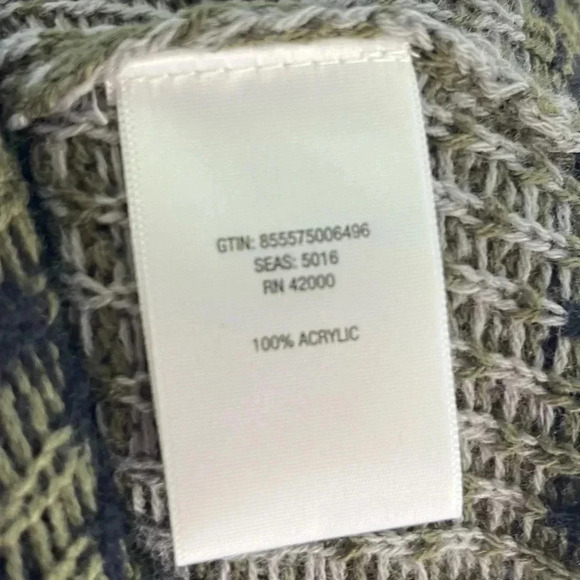 GTIN: 855575006496
SEAS: 5016
RN 42000
100% ACRYLIC